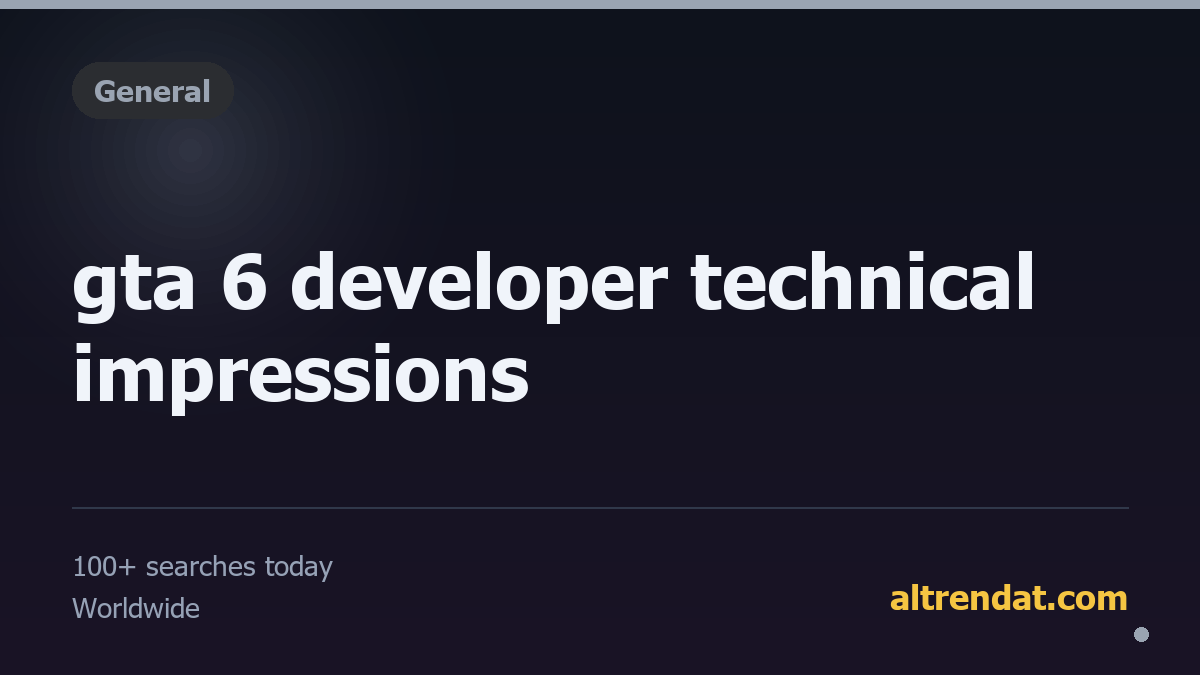 General
gta 6 developer technical
impressions
100+ searches today
Worldwide
altrendat.com